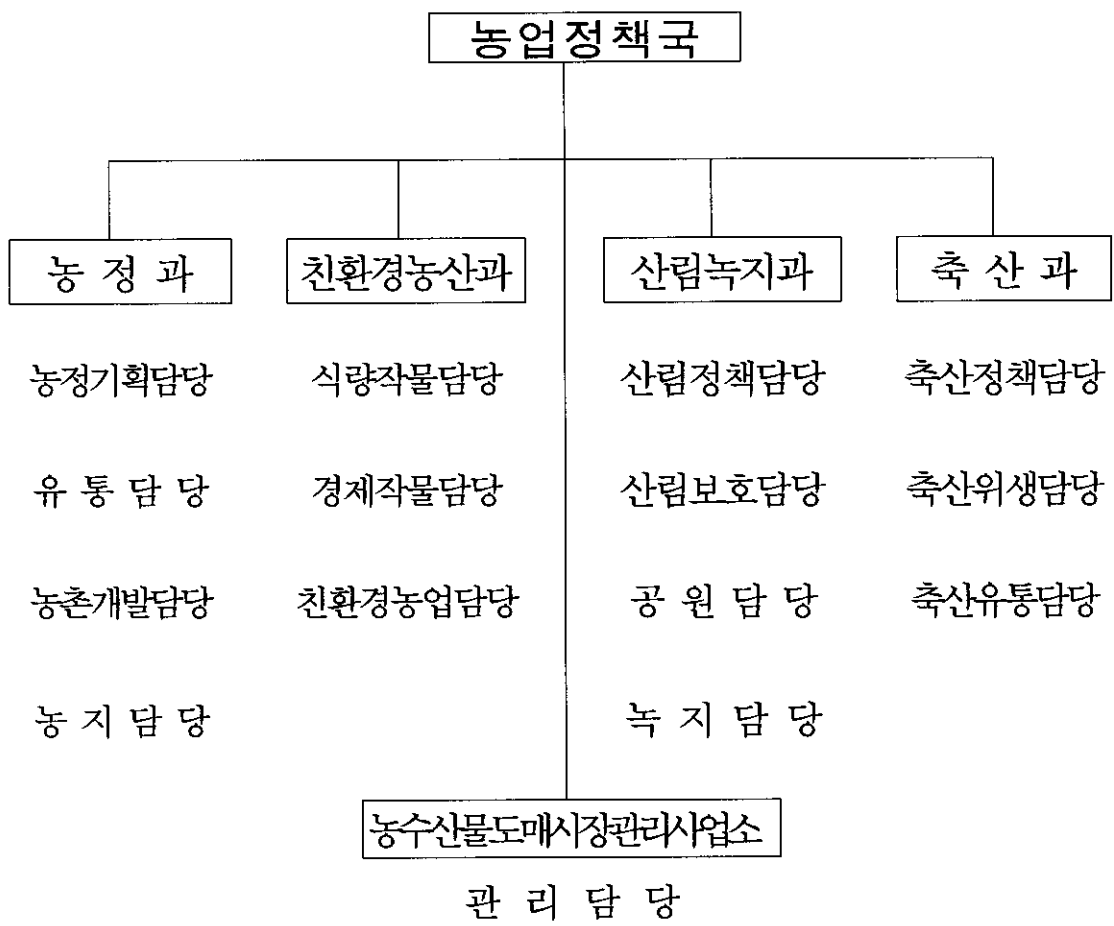 농업정책국
농 정 과 친환경농산과 산림녹지과 축 산 과
농정기획담당 식량작물담당 산림정책담당 축산정책담당
유 통 담 당 경제작물담당 산림보호담당 축산위생담당
농촌개발담당 친환경농업담당 공 원 담 당 축산유통담당
농 지 담 당 녹 지 담 당
농수산물도매시장관리사업소
관 리 담 당